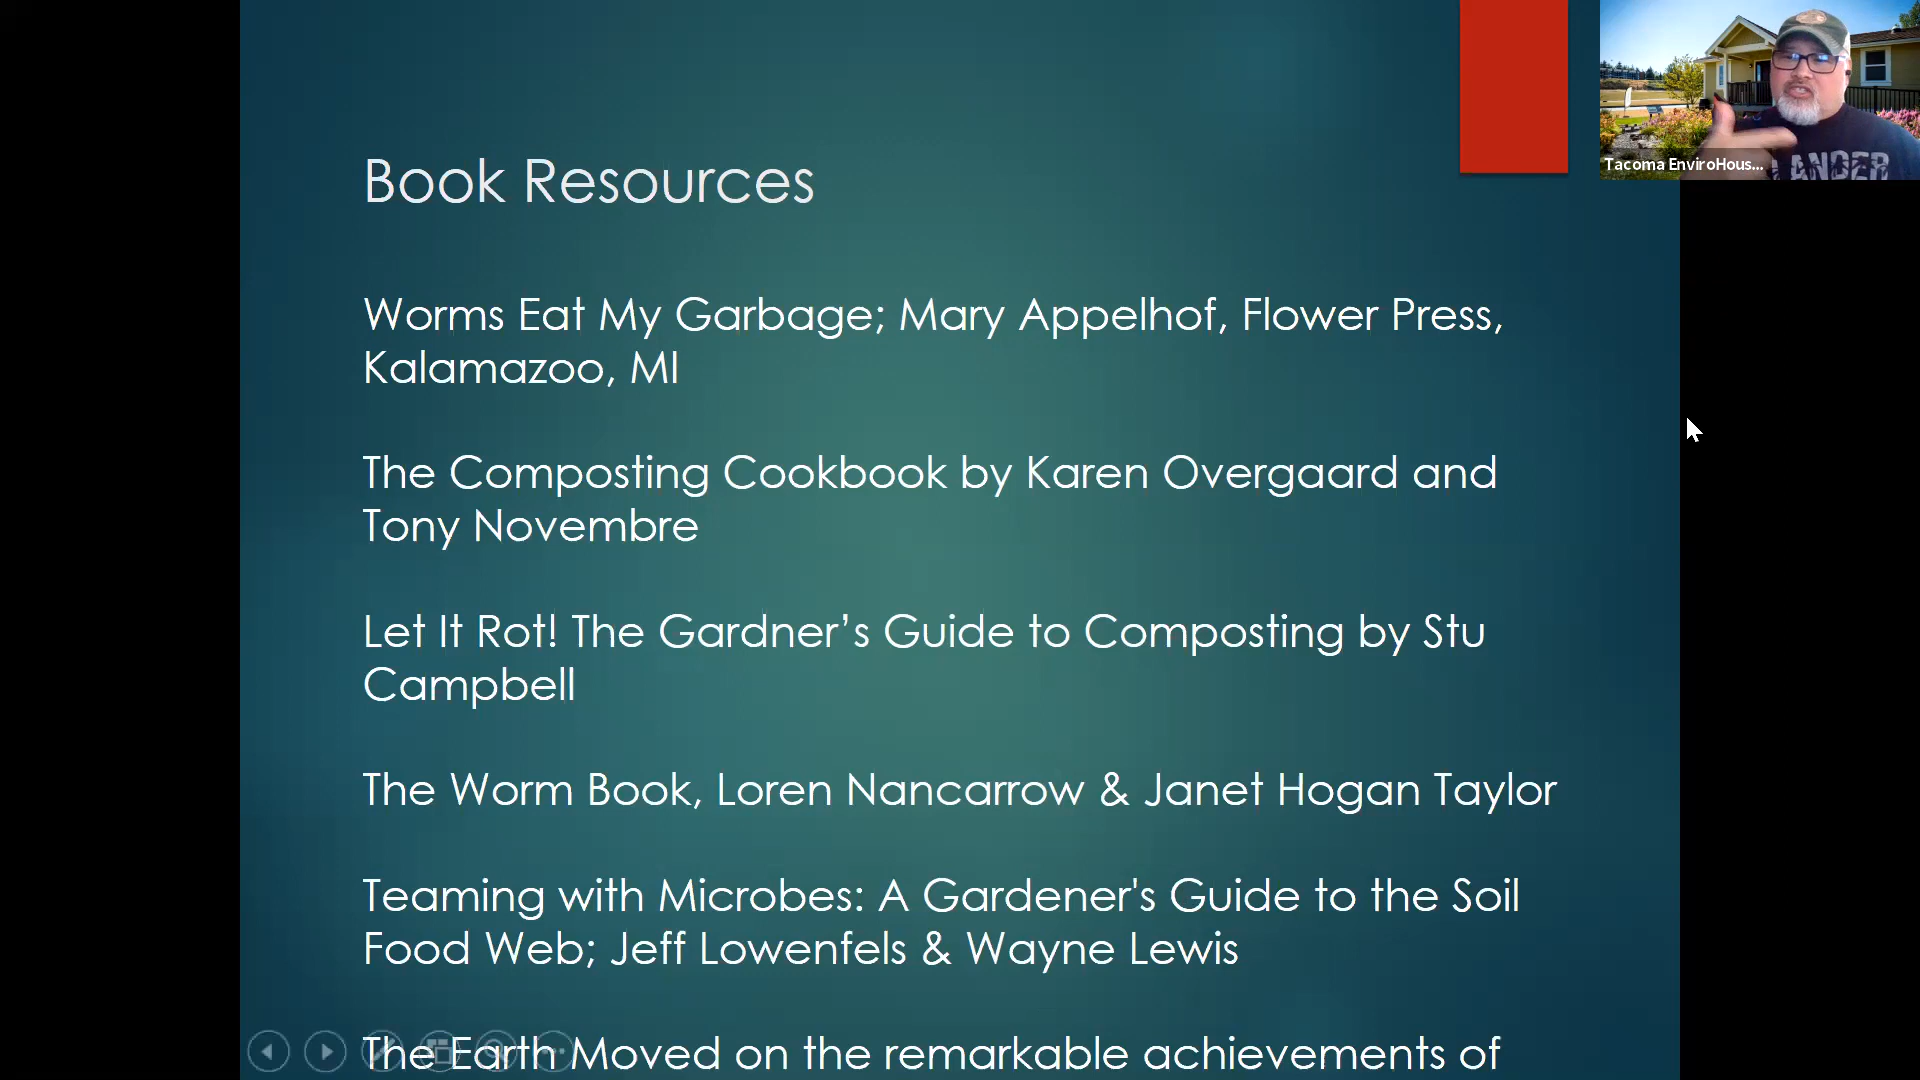 Tacoma EnviroHous...
ANDER
Book Resources
Worms Eat My Garbage; Mary Appelhof, Flower Press,
Kalamazoo, MI
The Composting Cookbook by Karen Overgaard and
Tony Novembre
Let It Rot! The Gardner’s Guide to Composting by Stu
Campbell
The Worm Book, Loren Nancarrow & Janet Hogan Taylor
Teaming with Microbes: A Gardener's Guide to the Soil
Food Web; Jeff Lowenfels & Wayne Lewis
The Earth Moved on the remarkable achievements of